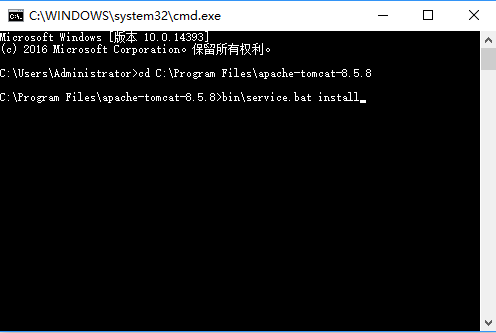 C:\WINDOWS\system32\cmd.exe
Microsoft Windows [版本 10.0.14393]
(c) 2016 Microsoft Corporation。保留所有权利。
C:\Users\Administrator>cd C:\Program Files\apache-tomcat-8.5.8
C:\Program Files\apache-tomcat-8.5.8>bin\service.bat install